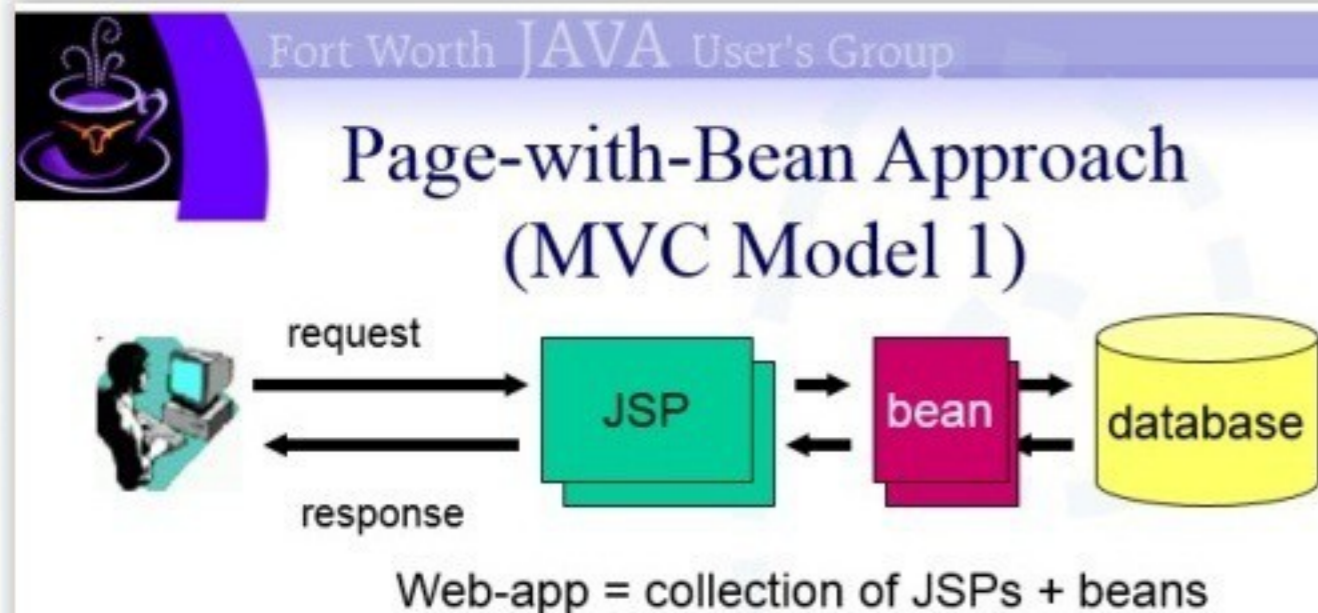 Fort Worth JAVA User's Group
Page-with-Bean Approach
(MVC Model 1)
request
JSP
bean
database
response
Web-app = collection of JSPs + beans